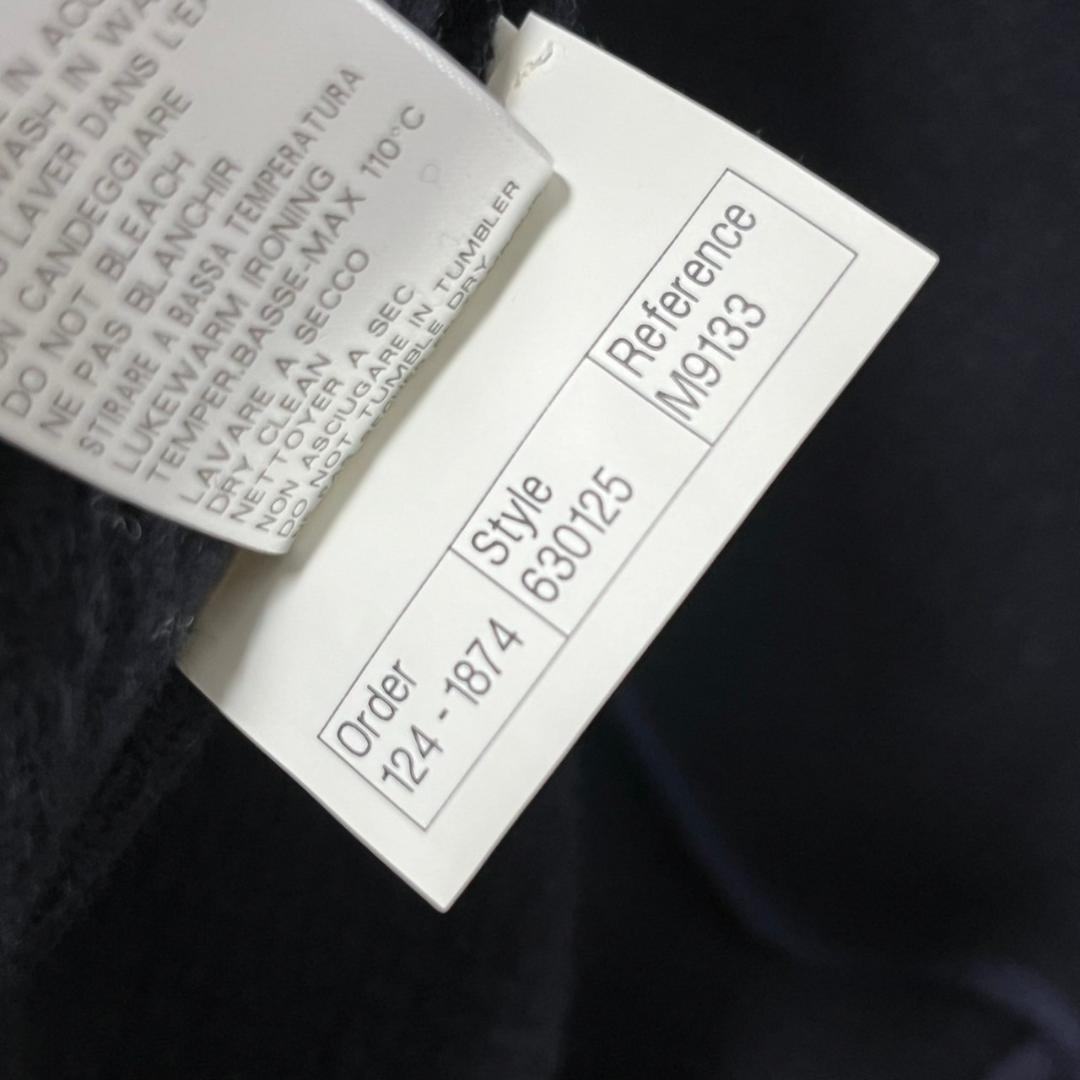 IN
WASH IN
LAVER DANS
CANDEGGIARE
DO NOT BLEACH
NE PAS BLANCHIR
STIRARE A BASSA TEMPERATURA
LUKEWARM IRONING
TEMPER.BASSE-MAX 110°C
LAVARE A SECCO
DRY CLEAN
NETTOYER A SEC
NON ASCIUGARE IN TUMBLER
DO NOT TUMBLE DRY
Order
124 - 1874
Style
630125
Reference
M9133